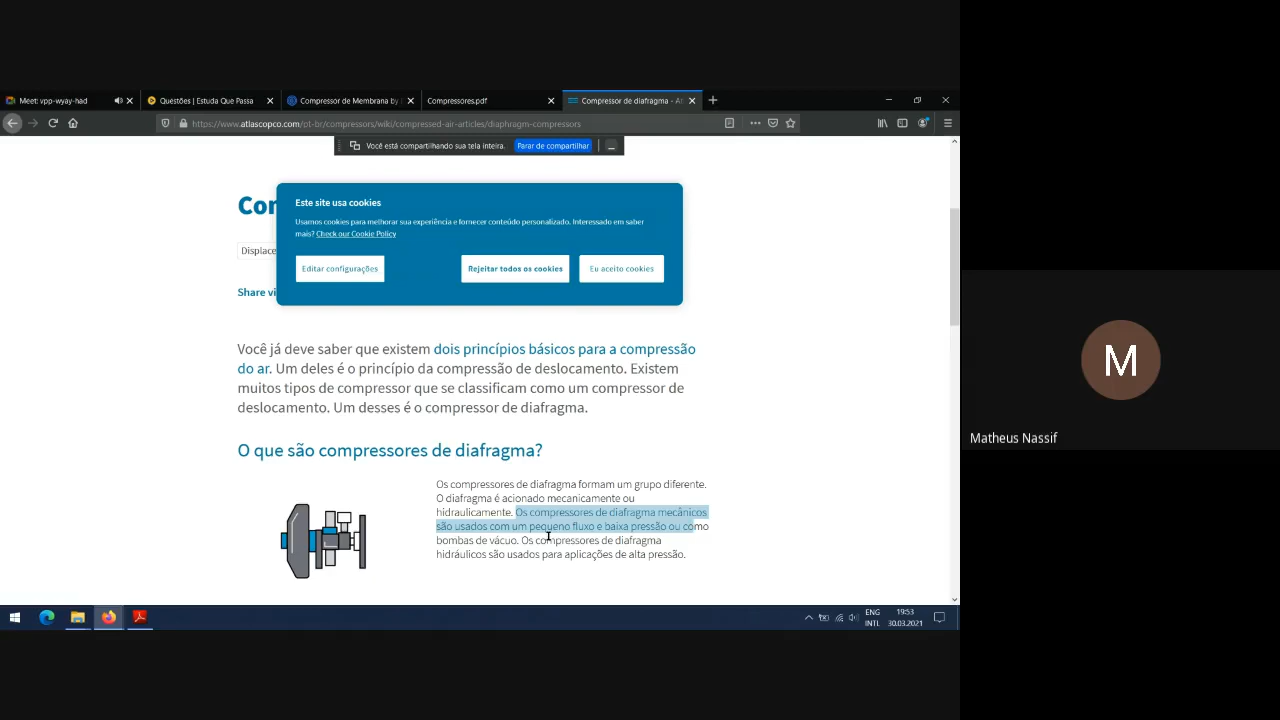 Meet: vpp-wyay-had
Questões | Estuda Que Passa
Compressor de Membrana by
Compressores.pdf
Compressor de diafragma - At
https://www.atlascopco.com/pt-br/compressors/wiki/compressed-air-articles/diaphragm-compressors
Você está compartilhando sua tela inteira.
Parar de compartilhar
Este site usa cookies
Usamos cookies para melhorar sua experiência e fornecer conteúdo personalizado. Interessado em saber
mais? Check our Cookie Policy
Editar configurações
Rejeitar todos os cookies
Eu aceito cookies
Displace
Share vi
Você já deve saber que existem dois princípios básicos para a compressão
do ar. Um deles é o princípio da compressão de deslocamento. Existem
muitos tipos de compressor que se classificam como um compressor de
deslocamento. Um desses é o compressor de diafragma.
O que são compressores de diafragma?
Os compressores de diafragma formam um grupo diferente.
O diafragma é acionado mecanicamente ou
hidraulicamente. Os compressores de diafragma mecânicos
são usados com um pequeno fluxo e baixa pressão ou como
bombas de vácuo. Os compressores de diafragma
hidráulicos são usados para aplicações de alta pressão.
M
Matheus Nassif
ENG
INTL
19:53
30.03.2021